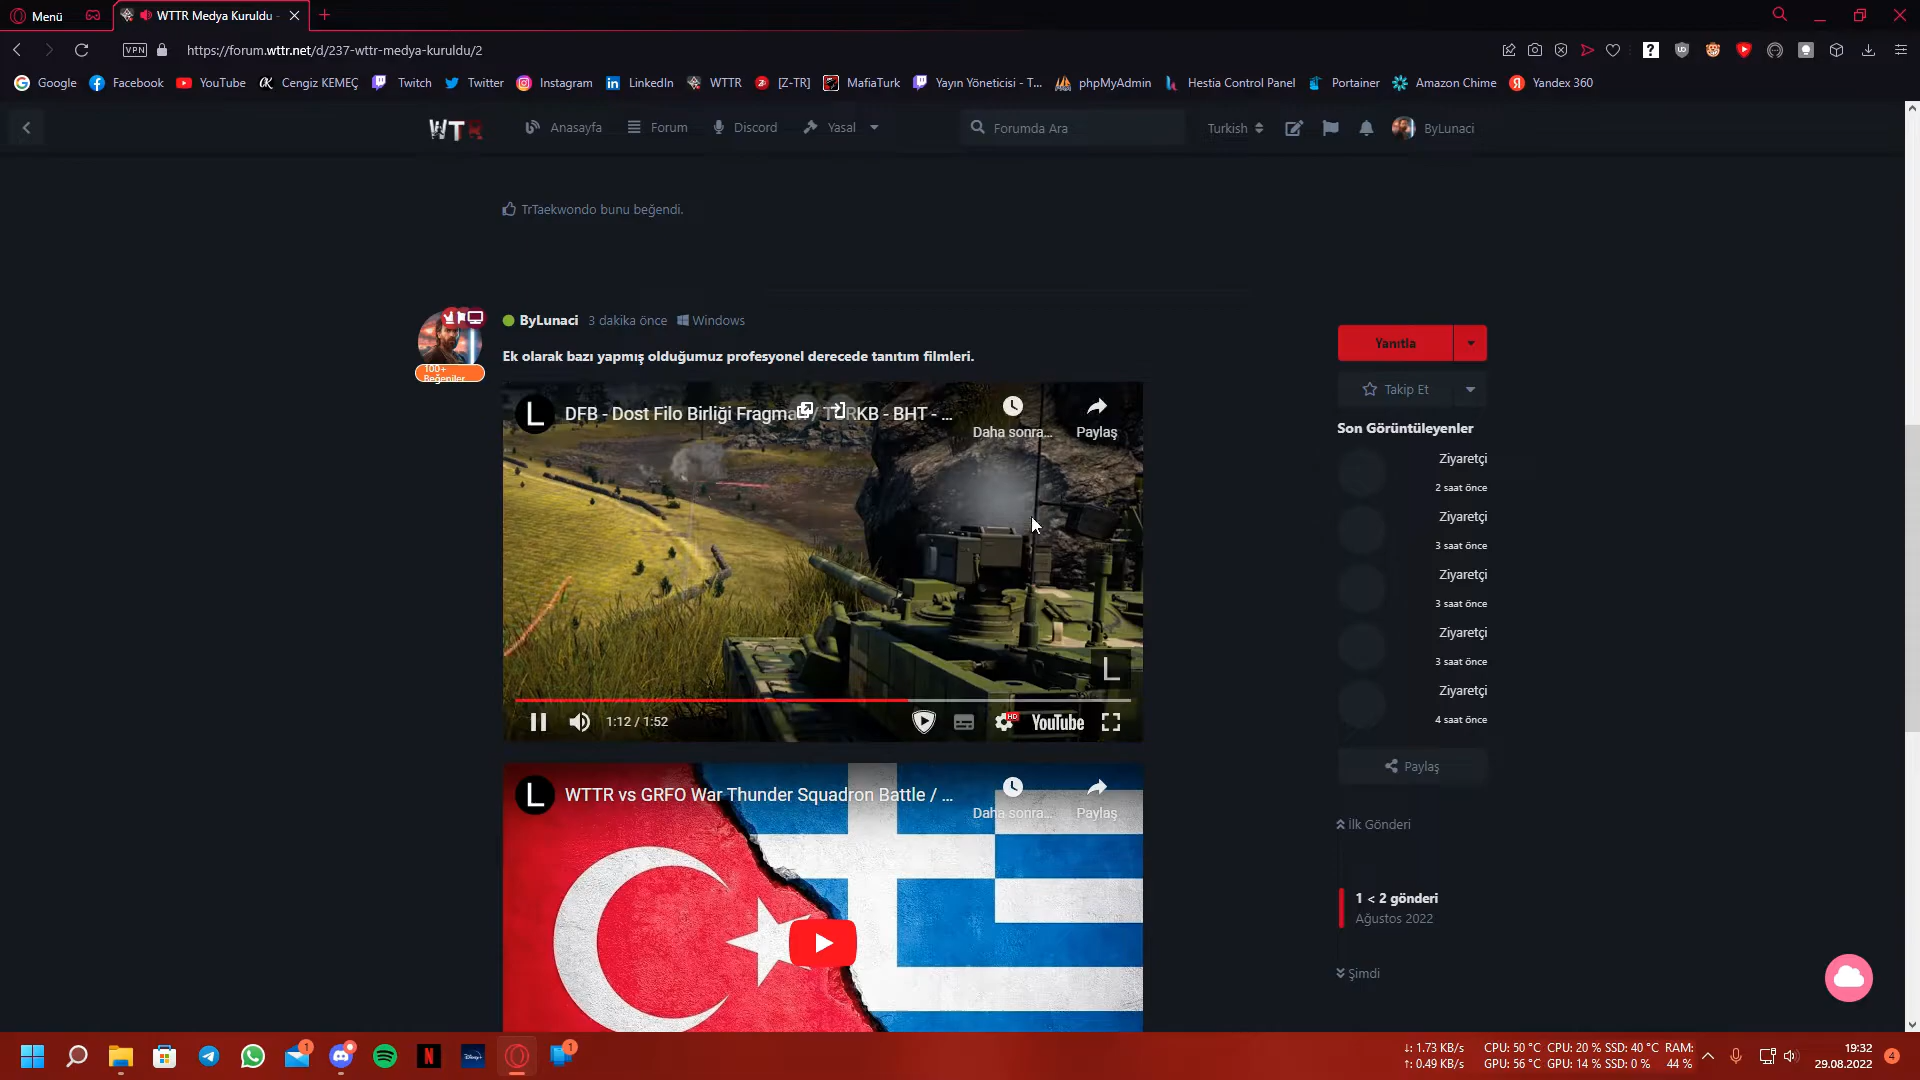 Menü
WTTR Medya Kuruldu -
VPN
https://forum.wttr.net/d/237-wttr-medya-kuruldu/2
Google Facebook YouTube Cengiz KEMEÇ Twitch Twitter Instagram LinkedIn WTTR [Z-TR] MafiaTurk Yayın Yöneticisi - T... phpMyAdmin Hestia Control Panel Portainer Amazon Chime Yandex 360
WTR Anasayfa Forum Discord Yasal Forumda Ara Turkish ByLunaci
TrTaekwondo bunu beğendi.
ByLunaci 3 dakika önce Windows
100+
Beğeniler
Ek olarak bazı yapmış olduğumuz profesyonel derecede tanıtım filmleri.
L DFB - Dost Filo Birliği Fragma RKB - BHT - ...
Daha sonra... Paylaş
L
1:12 / 1:52 HD YouTube
L WTTR vs GRFO War Thunder Squadron Battle / ...
Daha sonra... Paylaş
Yanıtla
Takip Et
Son Görüntüleyenler
Ziyaretçi
2 saat önce
Ziyaretçi
3 saat önce
Ziyaretçi
3 saat önce
Ziyaretçi
3 saat önce
Ziyaretçi
4 saat önce
Paylaş
İlk Gönderi
1 < 2 gönderi
Ağustos 2022
Şimdi
1 N Disney+ 1
↓: 1.73 KB/s CPU: 50 °C CPU: 20 % SSD: 40 °C RAM:
↑: 0.49 KB/s GPU: 56 °C GPU: 14 % SSD: 0 % 44 %
19:32
29.08.2022
4